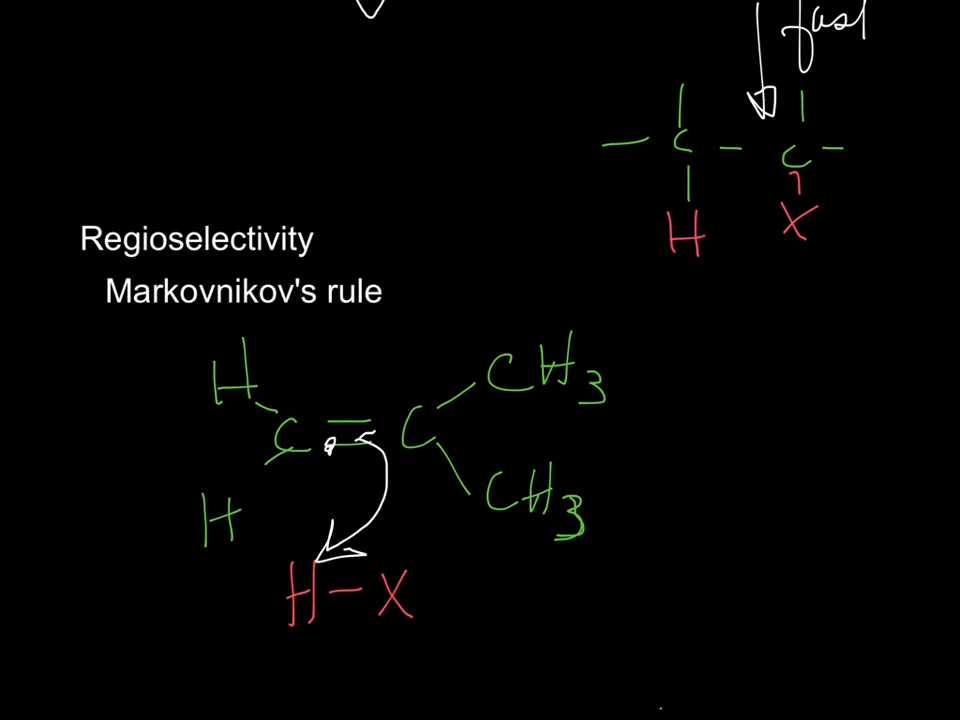 fast
C - C
H X
Regioselectivity
Markovnikov's rule
H CH3
C = C
H CH3
H - X